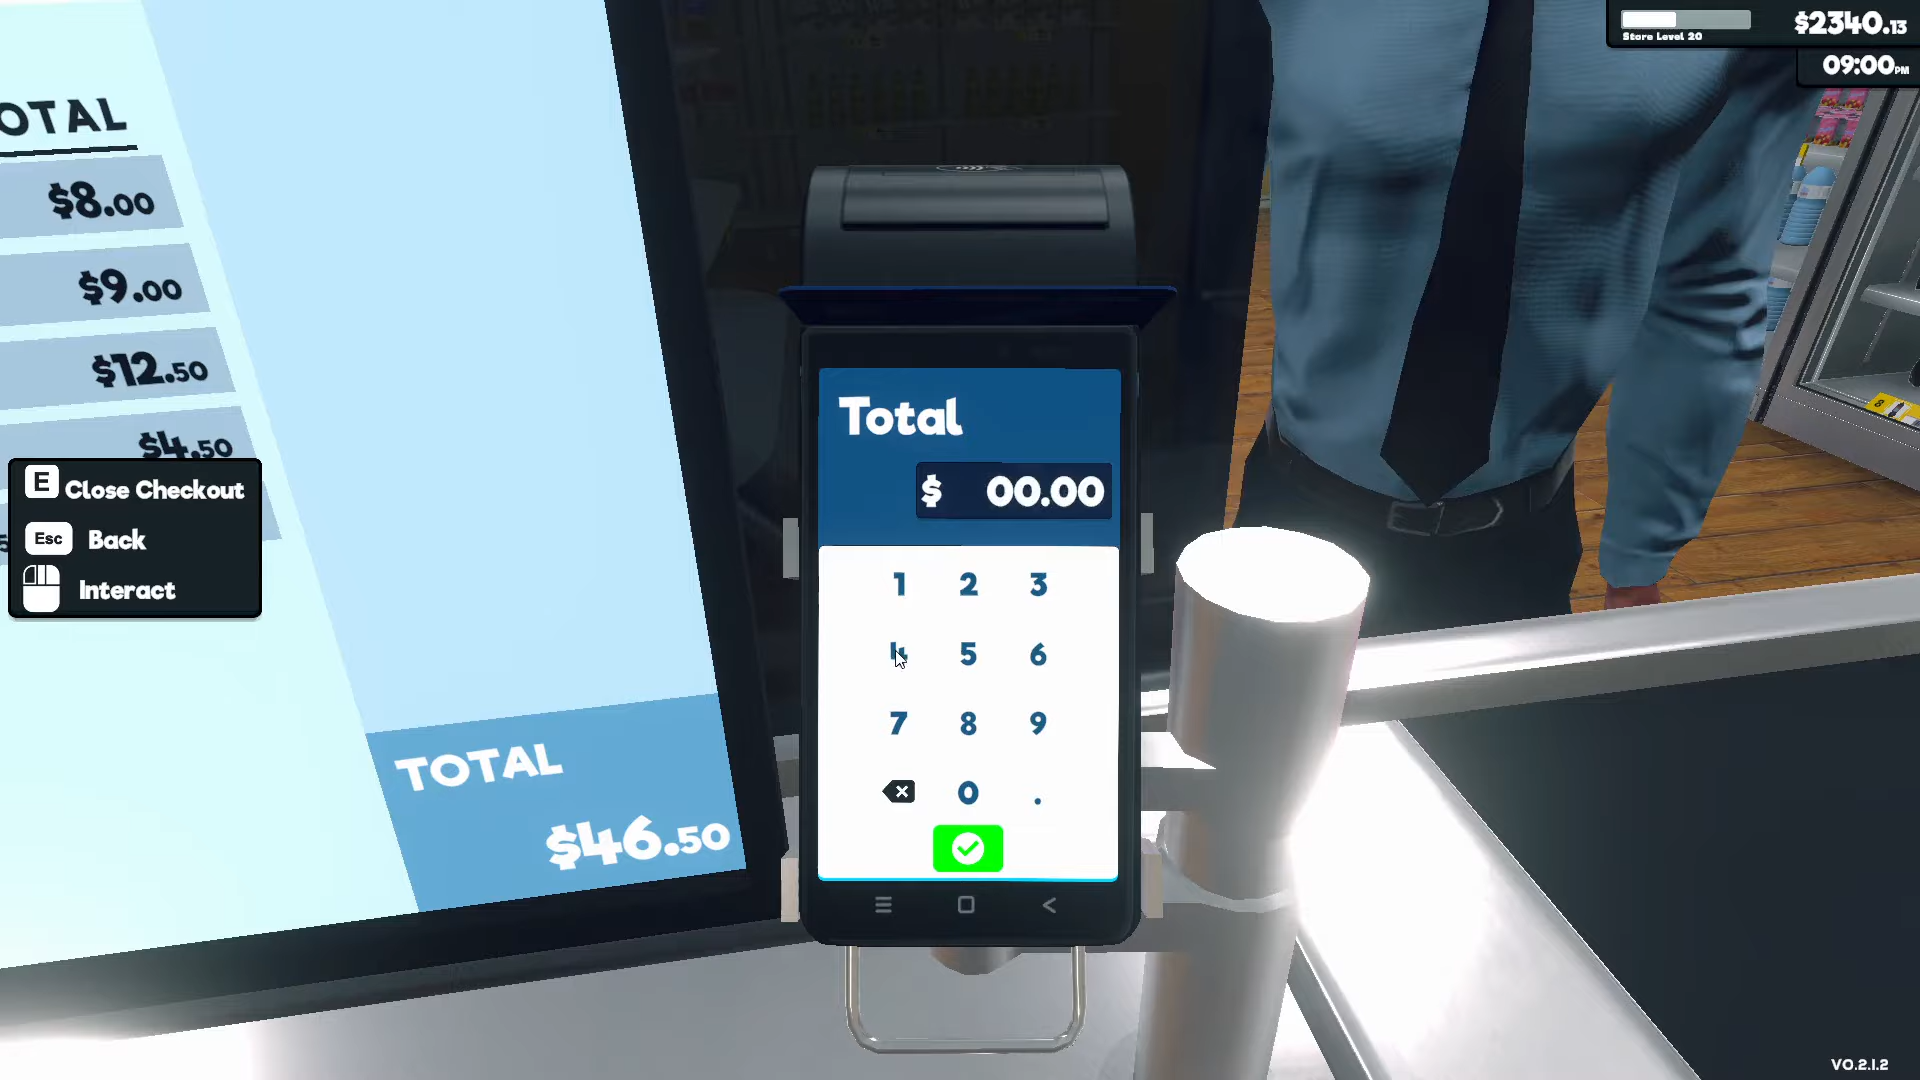 $2340.13
Store Level 20
09:00PM
OTAL
$8.00
$9.00
$12.50
$4.50
E Close Checkout
Esc Back
Interact
TOTAL
$46.50
Total
$ 00.00
1 2 3
4 5 6
7 8 9
0 .
8
V0.2.1.2